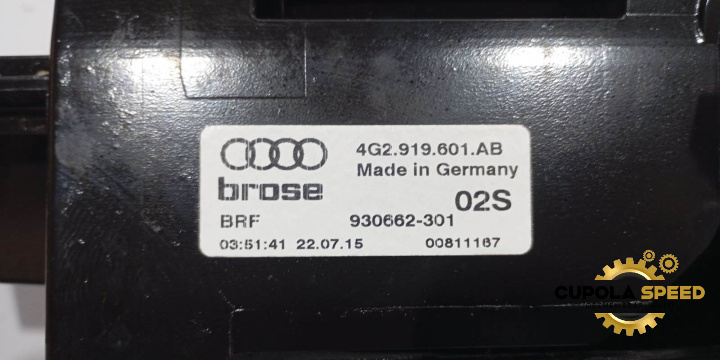 4G2.919.601.AB
Made in Germany
brose
02S
BRF 930662-301
03:51:41 22.07.15 00811167
CUPOLA SPEED